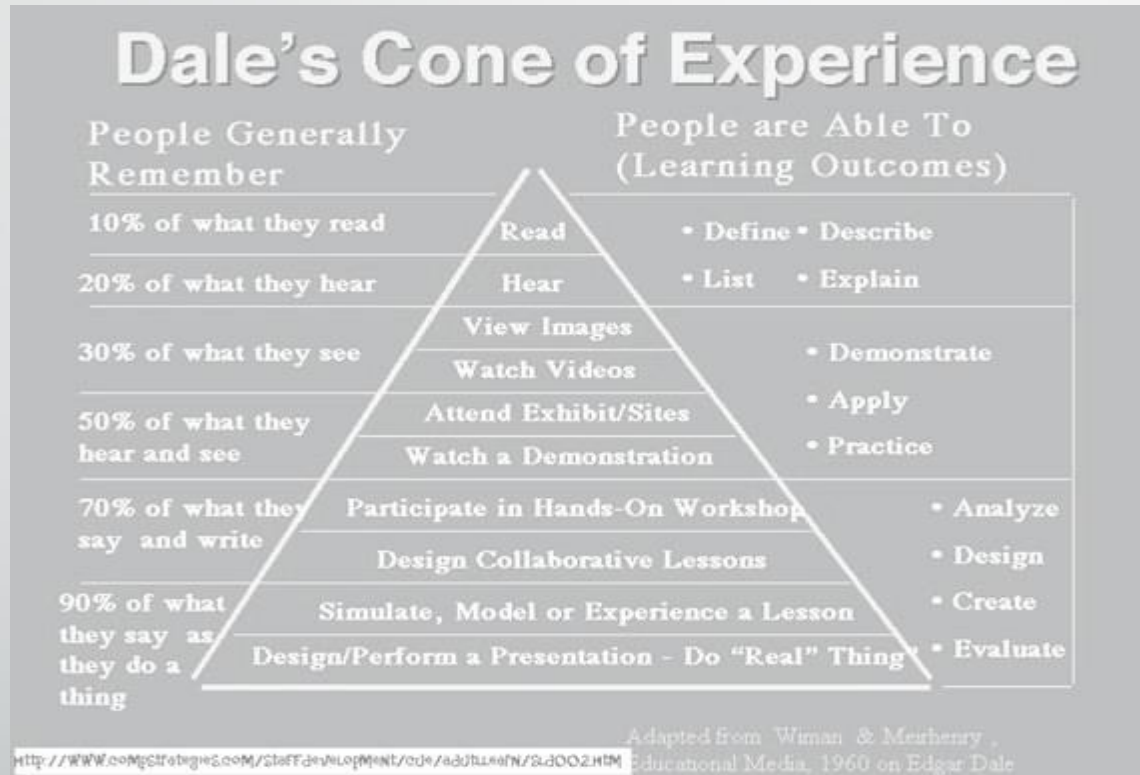 Dale's Cone of Experience
People Generally
Remember
People are Able To
(Learning Outcomes)
10% of what they read
Read
• Define • Describe
20% of what they hear
Hear
• List • Explain
View Images
30% of what they see
Watch Videos
• Demonstrate
50% of what they
hear and see
Attend Exhibit/Sites
• Apply
Watch a Demonstration
• Practice
70% of what they
say and write
Participate in Hands-On Workshop
• Analyze
Design Collaborative Lessons
• Design
90% of what
they say as
they do a
thing
Simulate, Model or Experience a Lesson
• Create
Design/Perform a Presentation - Do "Real" Thing"
• Evaluate
Adapted from Wiman & Meirhenry ,
Educational Media, 1960 on Edgar Dale